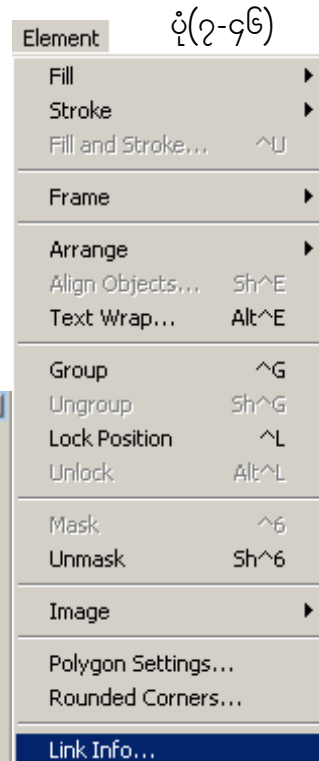 Element ပုံ(၇-၄၆)
Fill
Stroke
Fill and Stroke... ^U
Frame
Arrange
Align Objects... Sh^E
Text Wrap... Alt^E
Group ^G
Ungroup Sh^G
Lock Position ^L
Unlock Alt^L
Mask ^6
Unmask Sh^6
Image
Polygon Settings...
Rounded Corners...
Link Info...